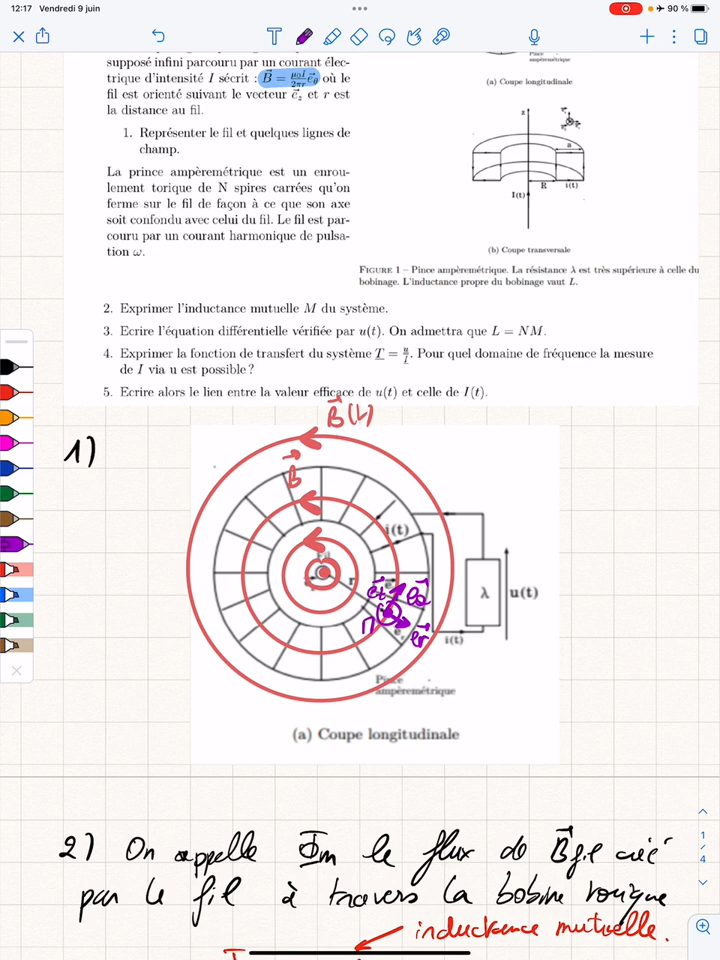 12:17 Vendredi 9 juin
90 %
supposé infini parcouru par un courant élec-
trique d'intensité I sécrit : B⃗ = μ₀I/2πr e⃗θ où le
fil est orienté suivant le vecteur e⃗z et r est
la distance au fil.
1. Représenter le fil et quelques lignes de
champ.
La prince ampèremétrique est un enrou-
lement torique de N spires carrées qu'on
ferme sur le fil de façon à ce que son axe
soit confondu avec celui du fil. Le fil est par-
couru par un courant harmonique de pulsa-
tion ω.
Pince
ampèremétrique
(a) Coupe longitudinale
z
a
R
i(t)
I(t)
(b) Coupe transversale
FIGURE 1 – Pince ampèremétrique. La résistance λ est très supérieure à celle du
bobinage. L'inductance propre du bobinage vaut L.
2. Exprimer l'inductance mutuelle M du système.
3. Ecrire l'équation différentielle vérifiée par u(t). On admettra que L = NM.
4. Exprimer la fonction de transfert du système T = u/I. Pour quel domaine de fréquence la mesure
de I via u est possible ?
5. Ecrire alors le lien entre la valeur efficace de u(t) et celle de I(t).
1)
B⃗(r)
B⃗
i(t)
Fil
r
λ
u(t)
i(t)
Pince
ampèremétrique
(a) Coupe longitudinale
2) On appelle Φm le flux de B⃗fil créé
par le fil à travers la bobine torique
inductance mutuelle.
1
/
4